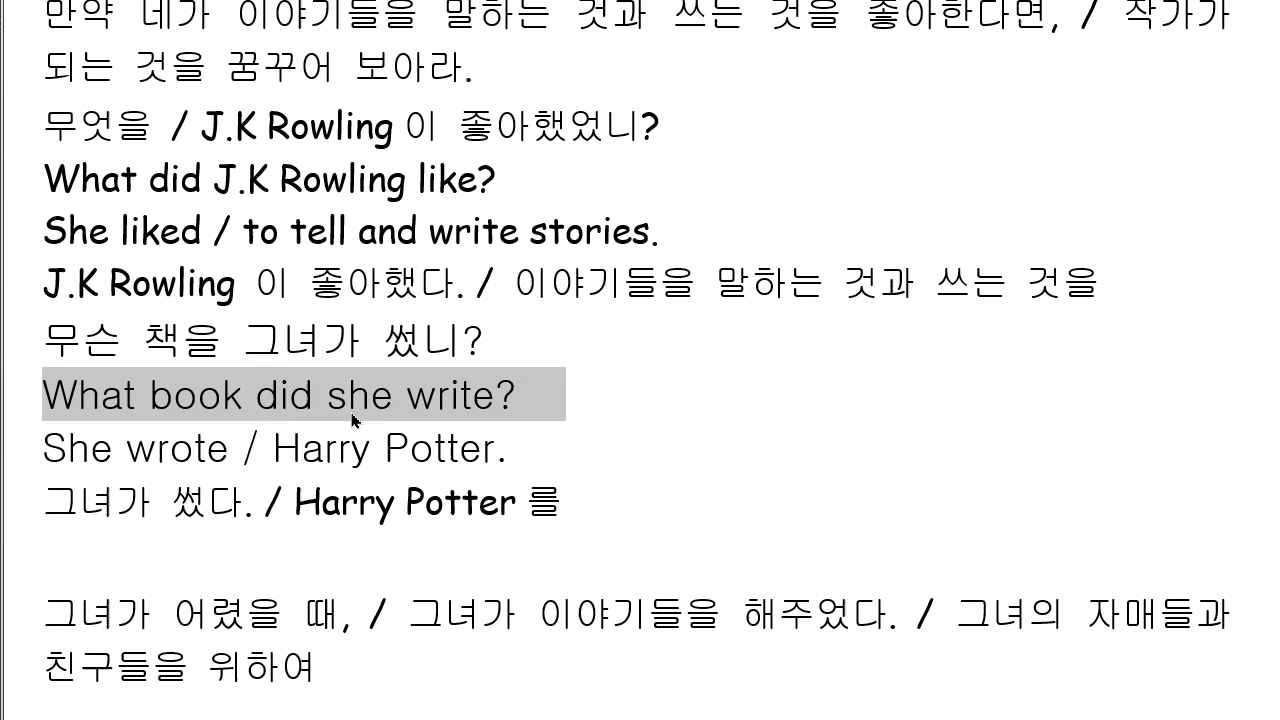 만약 네가 이야기들을 말하는 것과 쓰는 것을 좋아한다면, / 작가가
되는 것을 꿈꾸어 보아라.
무엇을 / J.K Rowling 이 좋아했었니?
What did J.K Rowling like?
She liked / to tell and write stories.
J.K Rowling 이 좋아했다. / 이야기들을 말하는 것과 쓰는 것을
무슨 책을 그녀가 썼니?
What book did she write?
She wrote / Harry Potter.
그녀가 썼다. / Harry Potter 를
그녀가 어렸을 때, / 그녀가 이야기들을 해주었다. / 그녀의 자매들과
친구들을 위하여